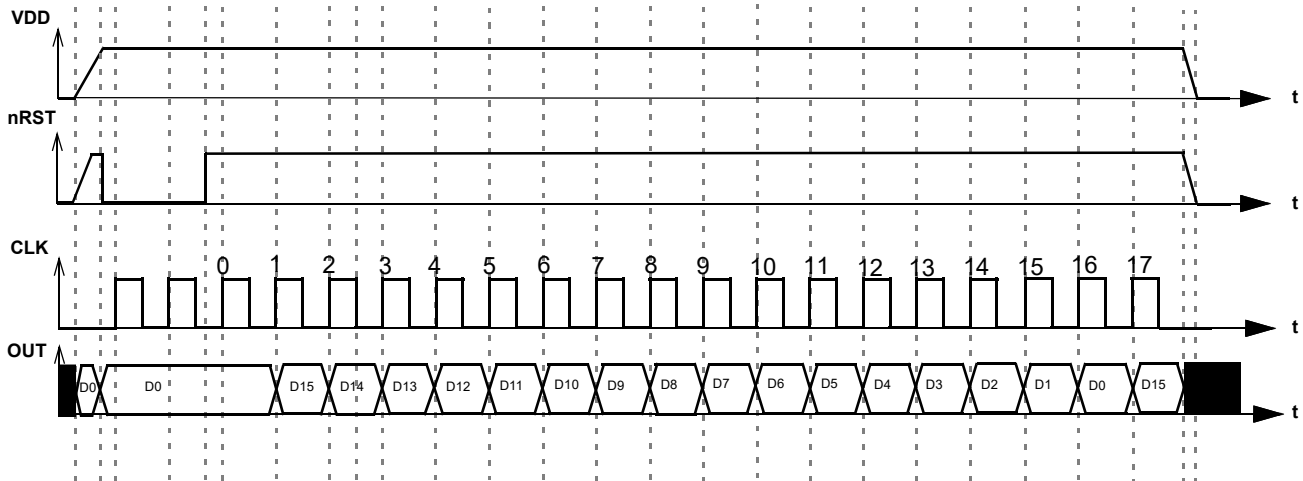 VDD
t
nRST
t
CLK
0 1 2 3 4 5 6 7 8 9 10 11 12 13 14 15 16 17
t
OUT
D0 D0 D15 D14 D13 D12 D11 D10 D9 D8 D7 D6 D5 D4 D3 D2 D1 D0 D15
t